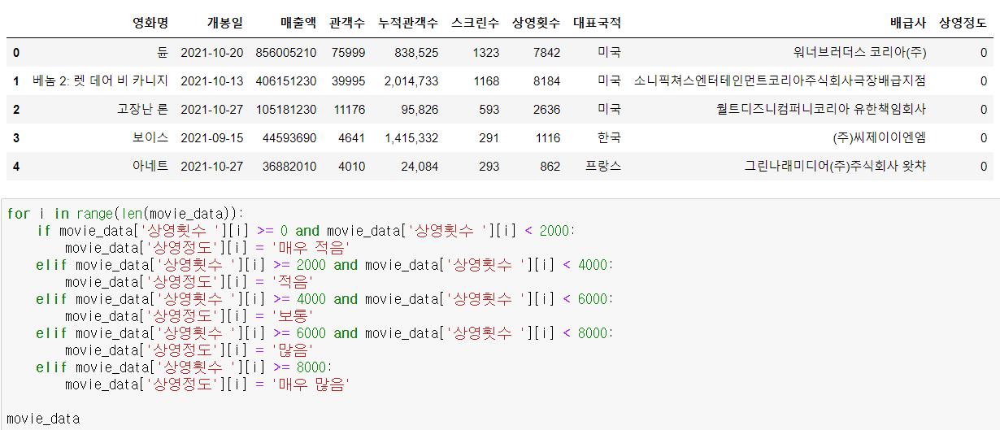 영화명 개봉일 매출액 관객수 누적관객수 스크린수 상영횟수 대표국적 배급사 상영정도
0 듄 2021-10-20 856005210 75999 838,525 1323 7842 미국 워너브러더스 코리아(주) 0
1 베놈 2: 렛 데어 비 카니지 2021-10-13 406151230 39995 2,014,733 1168 8184 미국 소니픽쳐스엔터테인먼트코리아주식회사극장배급지점 0
2 고장난 론 2021-10-27 105181230 11176 95,826 593 2636 미국 월트디즈니컴퍼니코리아 유한책임회사 0
3 보이스 2021-09-15 44593690 4641 1,415,332 291 1116 한국 (주)씨제이이엔엠 0
4 아네트 2021-10-27 36882010 4010 24,084 293 862 프랑스 그린나래미디어(주)주식회사 왓챠 0
for i in range(len(movie_data)):
    if movie_data['상영횟수 '][i] >= 0 and movie_data['상영횟수 '][i] < 2000:
        movie_data['상영정도'][i] = '매우 적음'
    elif movie_data['상영횟수 '][i] >= 2000 and movie_data['상영횟수 '][i] < 4000:
        movie_data['상영정도'][i] = '적음'
    elif movie_data['상영횟수 '][i] >= 4000 and movie_data['상영횟수 '][i] < 6000:
        movie_data['상영정도'][i] = '보통'
    elif movie_data['상영횟수 '][i] >= 6000 and movie_data['상영횟수 '][i] < 8000:
        movie_data['상영정도'][i] = '많음'
    elif movie_data['상영횟수 '][i] >= 8000:
        movie_data['상영정도'][i] = '매우 많음'
movie_data